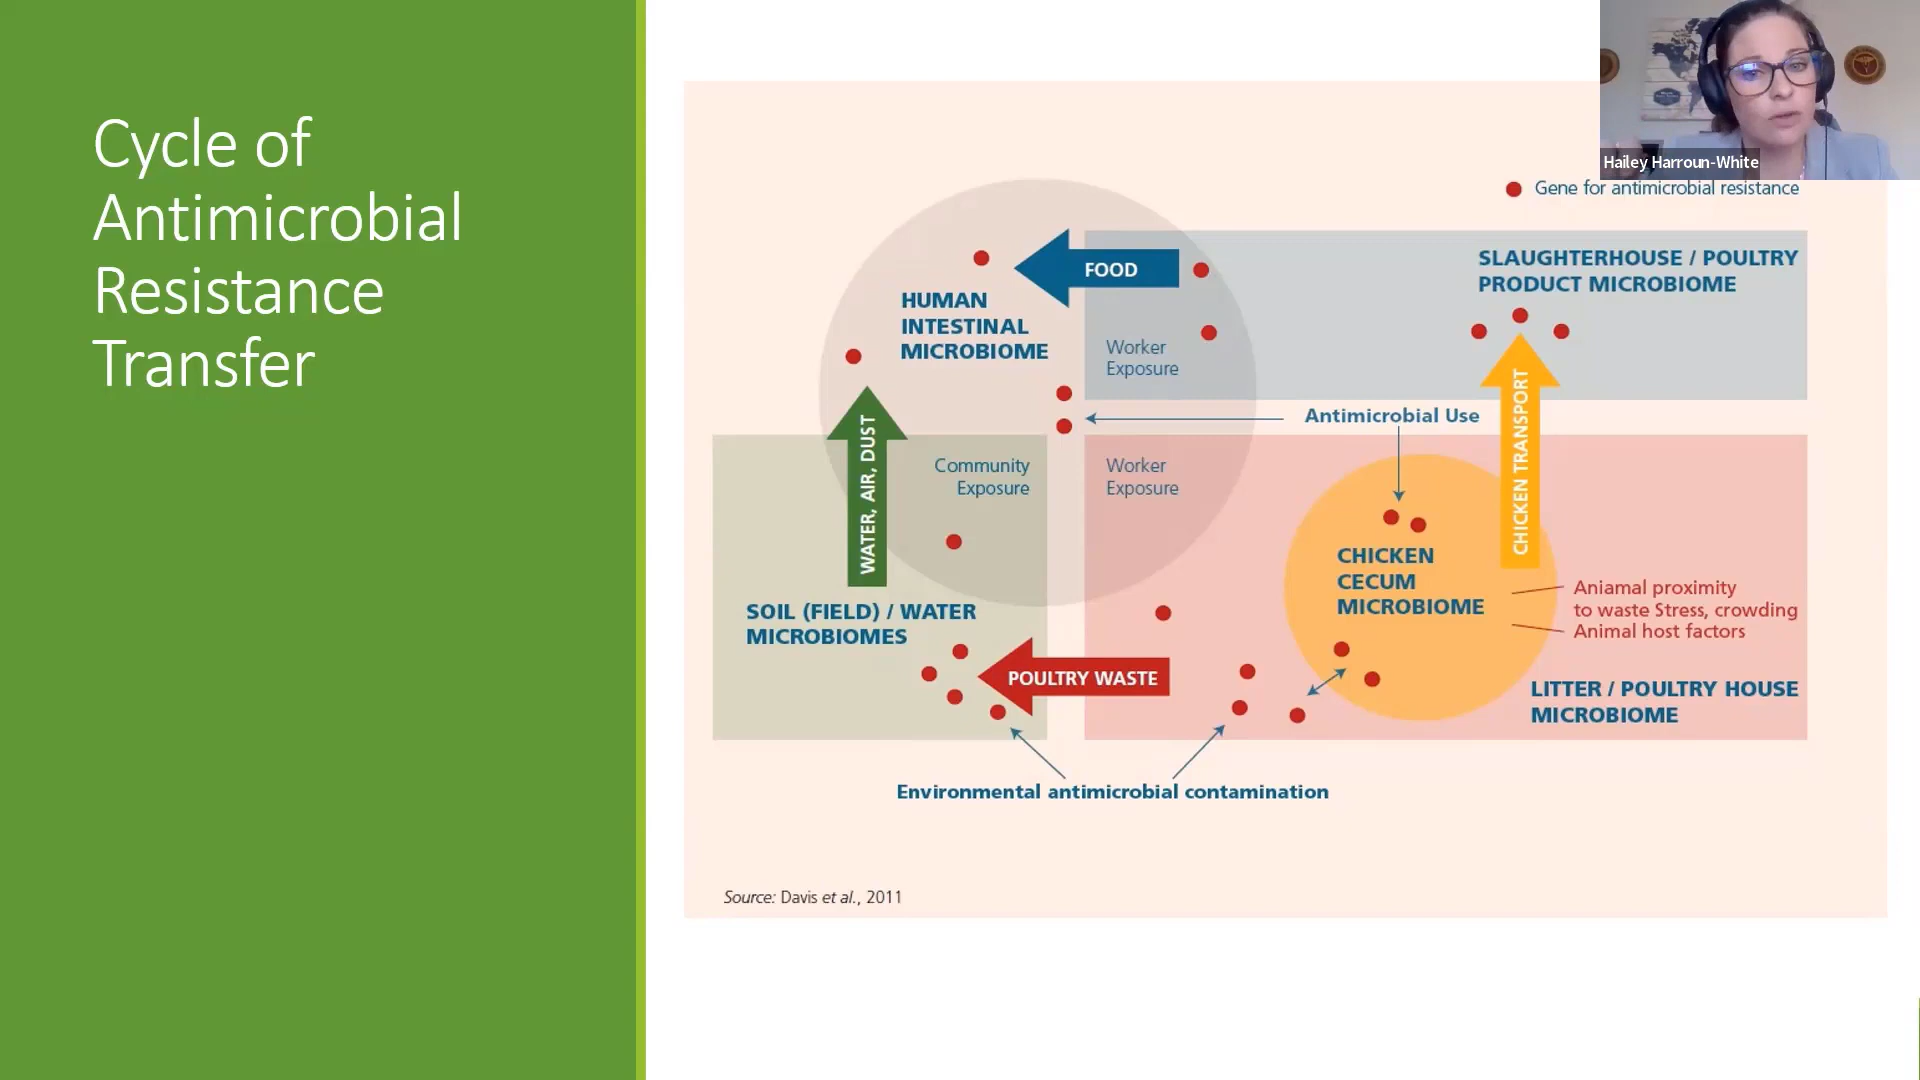 Cycle of
Antimicrobial
Resistance
Transfer
Hailey Harroun-White
Gene for antimicrobial resistance
FOOD
SLAUGHTERHOUSE / POULTRY
PRODUCT MICROBIOME
HUMAN
INTESTINAL
MICROBIOME
Worker
Exposure
Antimicrobial Use
CHICKEN TRANSPORT
WATER, AIR, DUST
Community
Exposure
Worker
Exposure
CHICKEN
CECUM
MICROBIOME
Aniamal proximity
to waste Stress, crowding
Animal host factors
SOIL (FIELD) / WATER
MICROBIOMES
POULTRY WASTE
LITTER / POULTRY HOUSE
MICROBIOME
Environmental antimicrobial contamination
Source: Davis et al., 2011